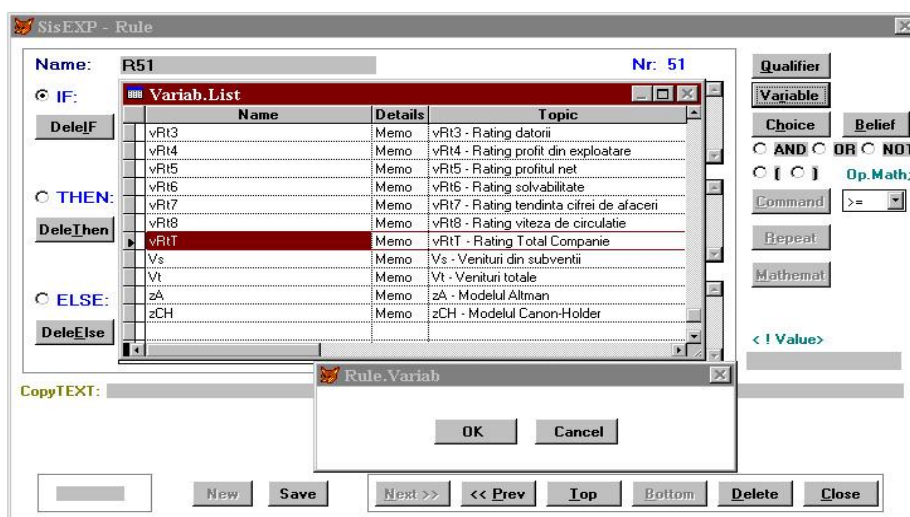 SisEXP - Rule
Name: R51 Nr: 51
IF:
DeleIF
THEN:
DeleThen
ELSE:
DeleElse
Variab.List
Name Details Topic
vRt3 Memo vRt3 - Rating datorii
vRt4 Memo vRt4 - Rating profit din exploatare
vRt5 Memo vRt5 - Rating profitul net
vRt6 Memo vRt6 - Rating solvabilitate
vRt7 Memo vRt7 - Rating tendinta cifrei de afaceri
vRt8 Memo vRt8 - Rating viteza de circulatie
vRtT Memo vRtT - Rating Total Companie
Vs Memo Vs - Venituri din subventii
Vt Memo Vt - Venituri totale
zA Memo zA - Modelul Altman
zCH Memo zCH - Modelul Canon-Holder
Qualifier
Variable
Choice Belief
AND OR NOT
[ ] Op.Math;
Command >=
Repeat
Mathemat
< ! Value>
CopyTEXT:
Rule.Variab
OK Cancel
New Save Next >> << Prev Top Bottom Delete Close